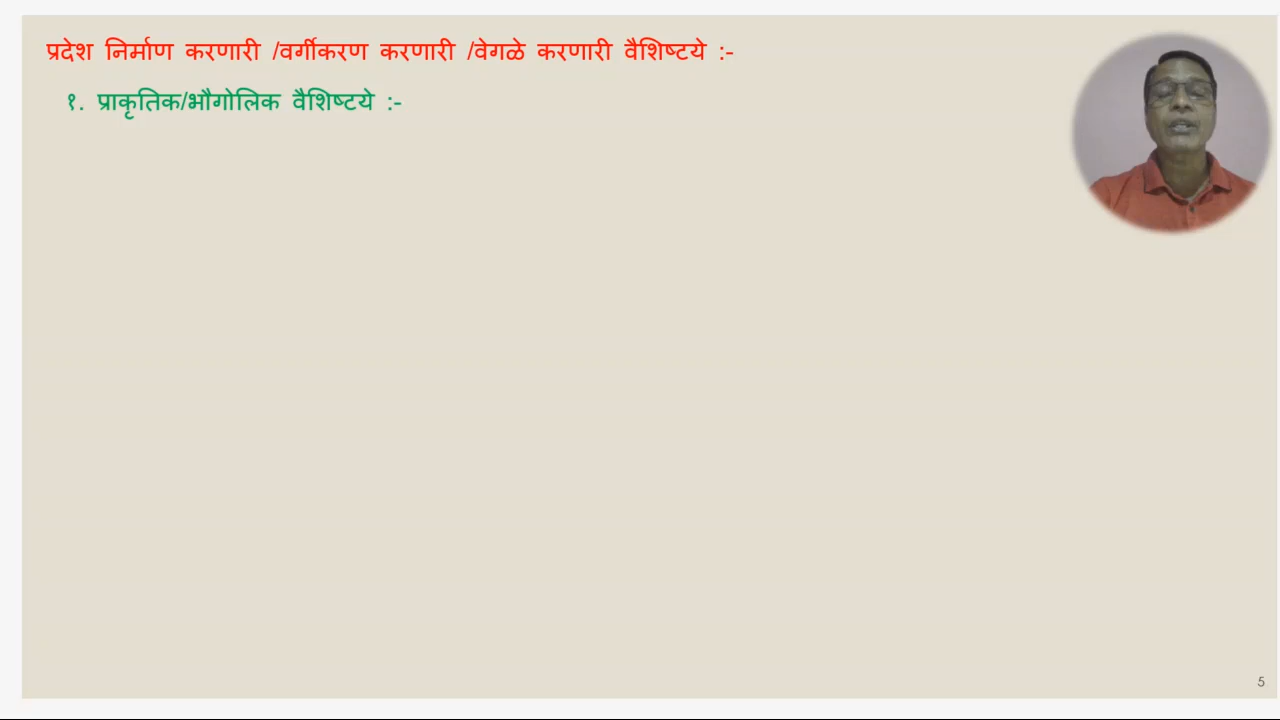 प्रदेश निर्माण करणारी /वर्गीकरण करणारी /वेगळे करणारी वैशिष्टये :-
१. प्राकृतिक/भौगोलिक वैशिष्टये :-
5